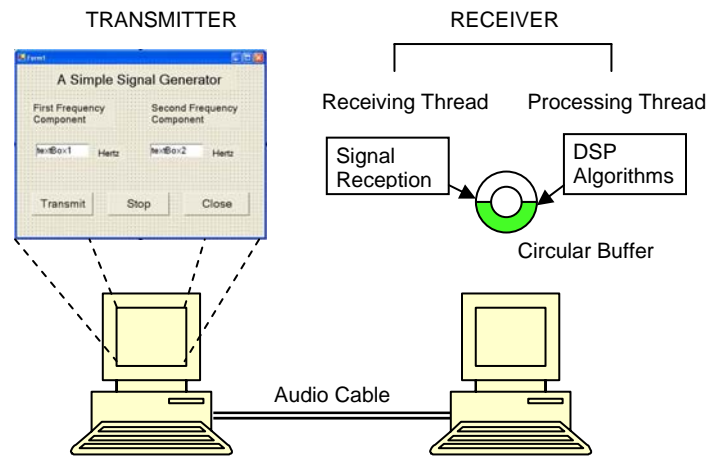 TRANSMITTER
Form1
A Simple Signal Generator
First Frequency
Component
Second Frequency
Component
textBox1 Hertz
textBox2 Hertz
Transmit Stop Close
RECEIVER
Receiving Thread Processing Thread
Signal
Reception
DSP
Algorithms
Circular Buffer
Audio Cable